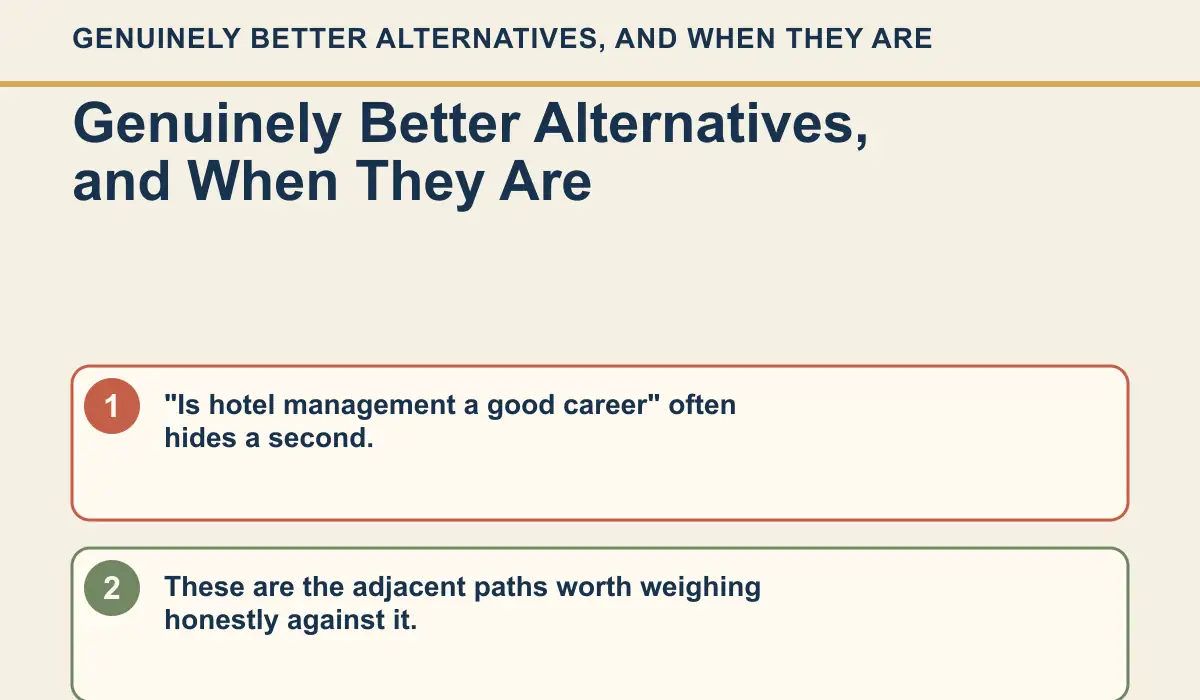 GENUINELY BETTER ALTERNATIVES, AND WHEN THEY ARE
Genuinely Better Alternatives,
and When They Are
1
"Is hotel management a good career" often
hides a second.
2
These are the adjacent paths worth weighing
honestly against it.